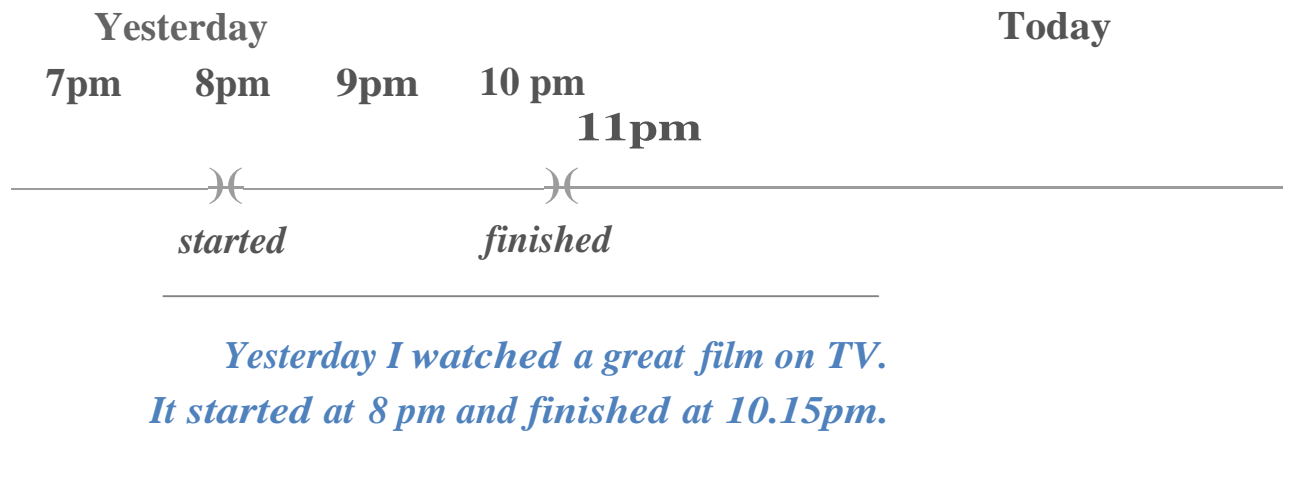 Yesterday Today
7pm 8pm 9pm 10 pm
11pm
started finished
Yesterday I watched a great film on TV.
It started at 8 pm and finished at 10.15pm.